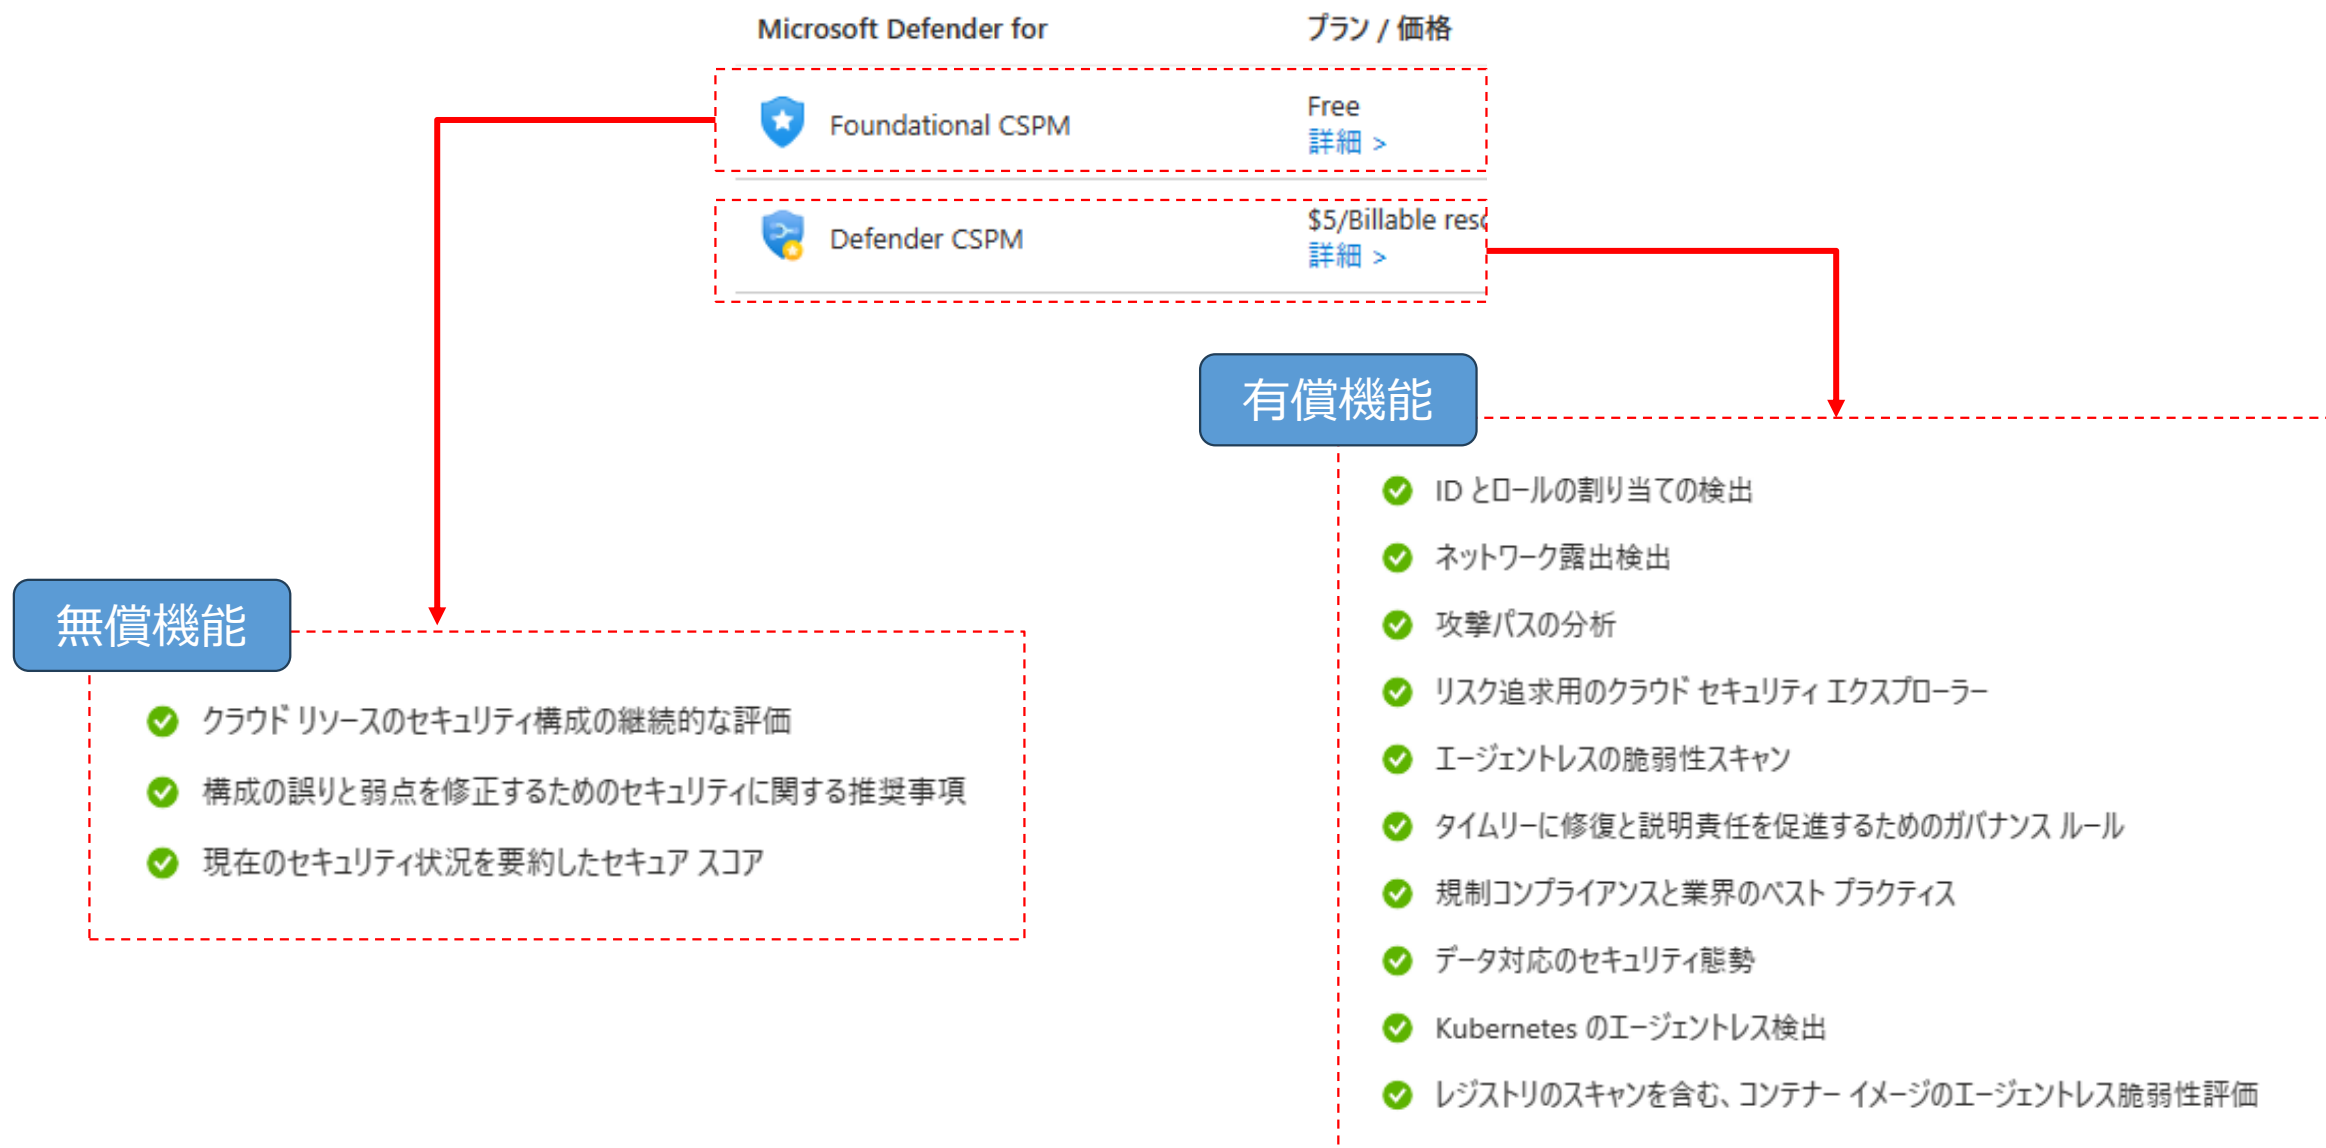 Microsoft Defender for
プラン / 価格
Foundational CSPM
Free
詳細 >
Defender CSPM
$5/Billable
詳細 >
有償機能
ID とロールの割り当ての検出
ネットワーク露出検出
攻撃パスの分析
リスク追求用のクラウド セキュリティ エクスプローラー
エージェントレスの脆弱性スキャン
タイムリーに修復と説明責任を促進するためのガバナンス ルール
規制コンプライアンスと業界のベスト プラクティス
データ対応のセキュリティ態勢
Kubernetes のエージェントレス検出
レジストリのスキャンを含む、コンテナー イメージのエージェントレス脆弱性評価
無償機能
クラウド リソースのセキュリティ構成の継続的な評価
構成の誤りと弱点を修正するためのセキュリティに関する推奨事項
現在のセキュリティ状況を要約したセキュア スコア